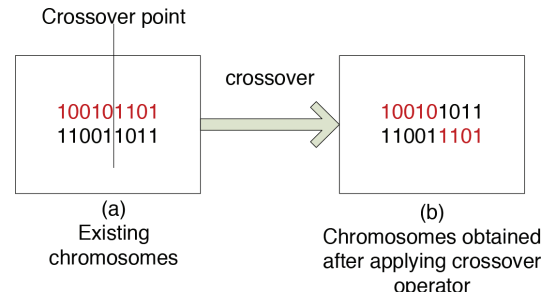 Crossover point
crossover
100101101
110011011
100101011
110011101
(a)
Existing
chromosomes
(b)
Chromosomes obtained
after applying crossover
operator